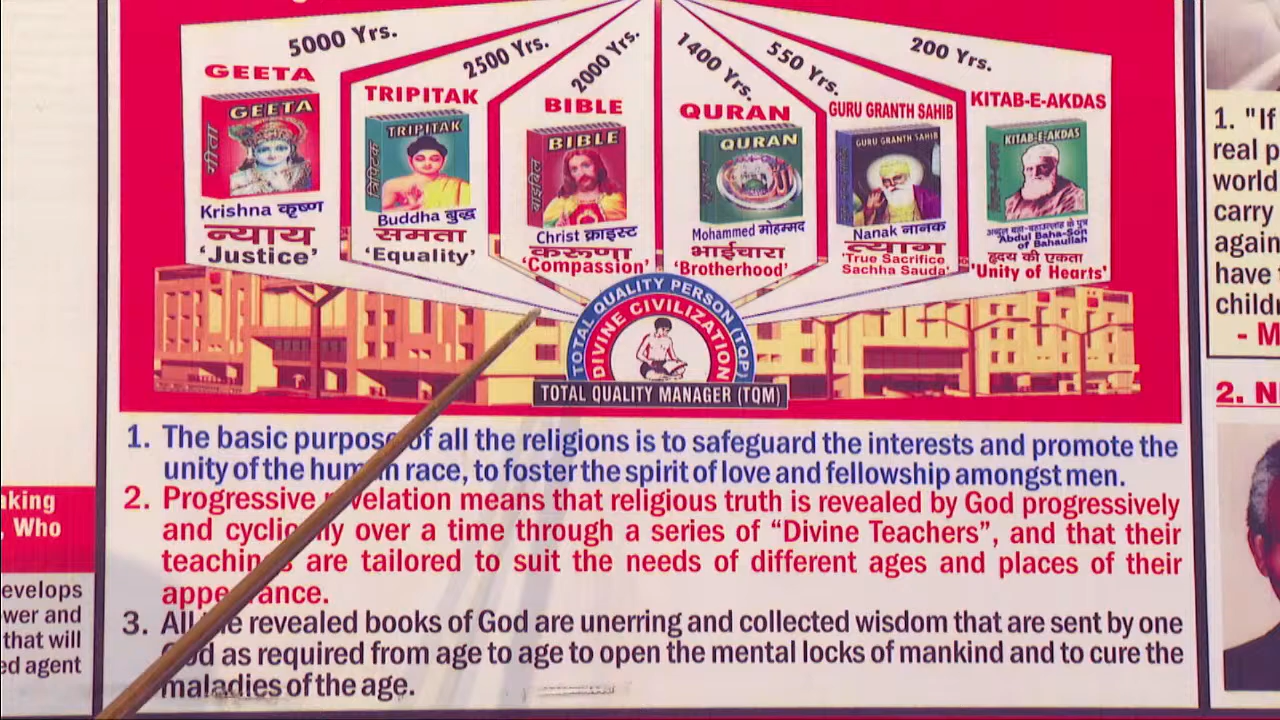 5000 Yrs.
2500 Yrs.
2000 Yrs.
1400 Yrs.
550 Yrs.
200 Yrs.
GEETA
TRIPITAK
BIBLE
QURAN
GURU GRANTH SAHIB
KITAB-E-AKDAS
GEETA
गीता
TRIPITAK
त्रिपिटक
BIBLE
बाइबिल
QURAN
GURU GRANTH SAHIB
KITAB-E-AKDAS
Krishna कृष्ण
न्याय
'Justice'
Buddha बुद्ध
समता
'Equality'
Christ क्राइस्ट
करूणा
'Compassion'
Mohammed मोहम्मद
भाईचारा
'Brotherhood'
Nanak नानक
त्याग
'True Sacrifice
Sachha Sauda'
अब्दुल बहा-बहाउल्लाह के पुत्र
'Abdul Baha-Son
of Bahaullah
हृदय की एकता
'Unity of Hearts'
TOTAL QUALITY PERSON (TQP)
DIVINE CIVILIZATION
TOTAL QUALITY MANAGER (TQM)
1. The basic purpose of all the religions is to safeguard the interests and promote the
unity of the human race, to foster the spirit of love and fellowship amongst men.
2. Progressive revelation means that religious truth is revealed by God progressively
and cyclically over a time through a series of "Divine Teachers", and that their
teachings are tailored to suit the needs of different ages and places of their
appearance.
3. All the revealed books of God are unerring and collected wisdom that are sent by one
God as required from age to age to open the mental locks of mankind and to cure the
maladies of the age.
aking
, Who
evelops
wer and
that will
ed agent
1. "If
real p
world
carry
again
have
childr
- M
2. N